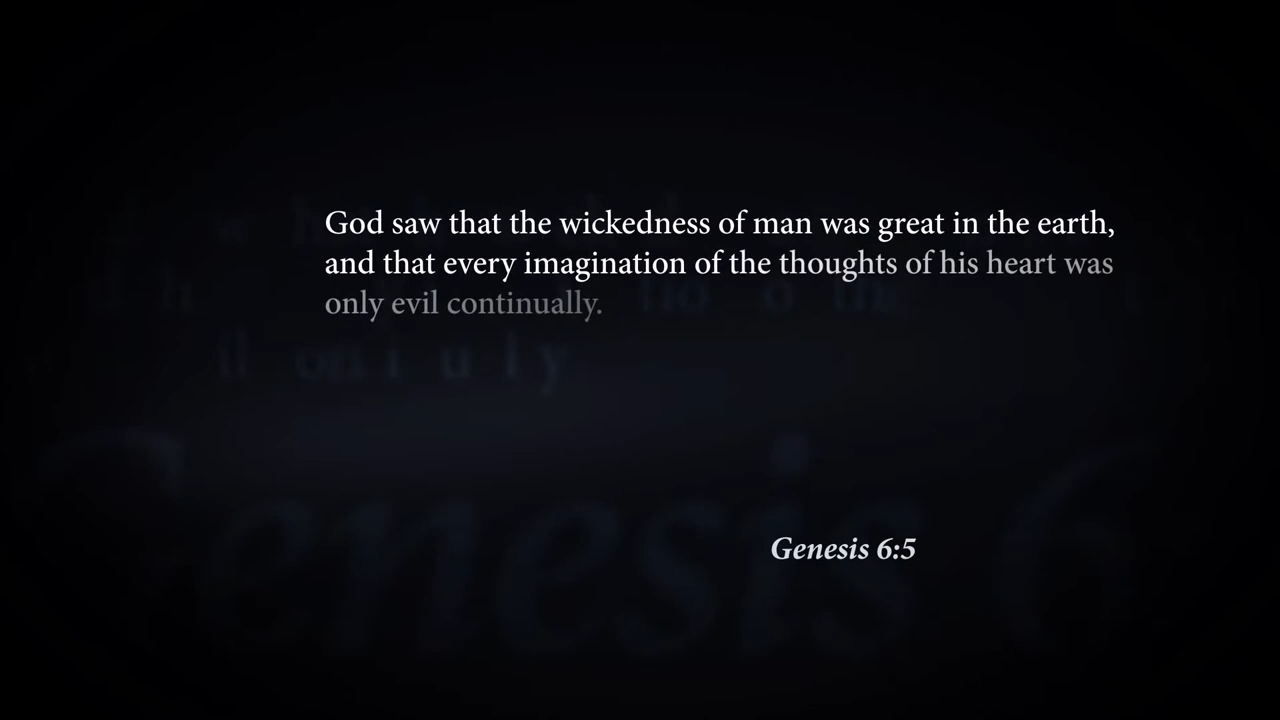 God saw that the wickedness of man was great in the earth,
and that every imagination of the thoughts of his heart was
only evil continually.
Genesis 6:5